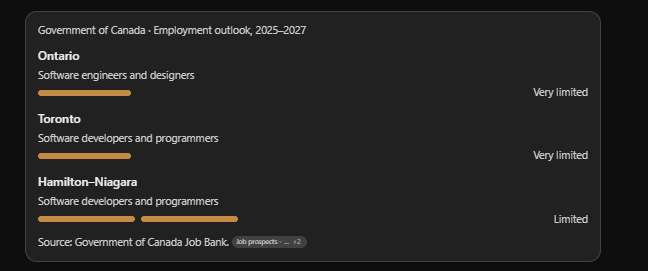 Government of Canada · Employment outlook, 2025–2027
Ontario
Software engineers and designers
Very limited
Toronto
Software developers and programmers
Very limited
Hamilton–Niagara
Software developers and programmers
Limited
Source: Government of Canada Job Bank. Job prospects · ... +2